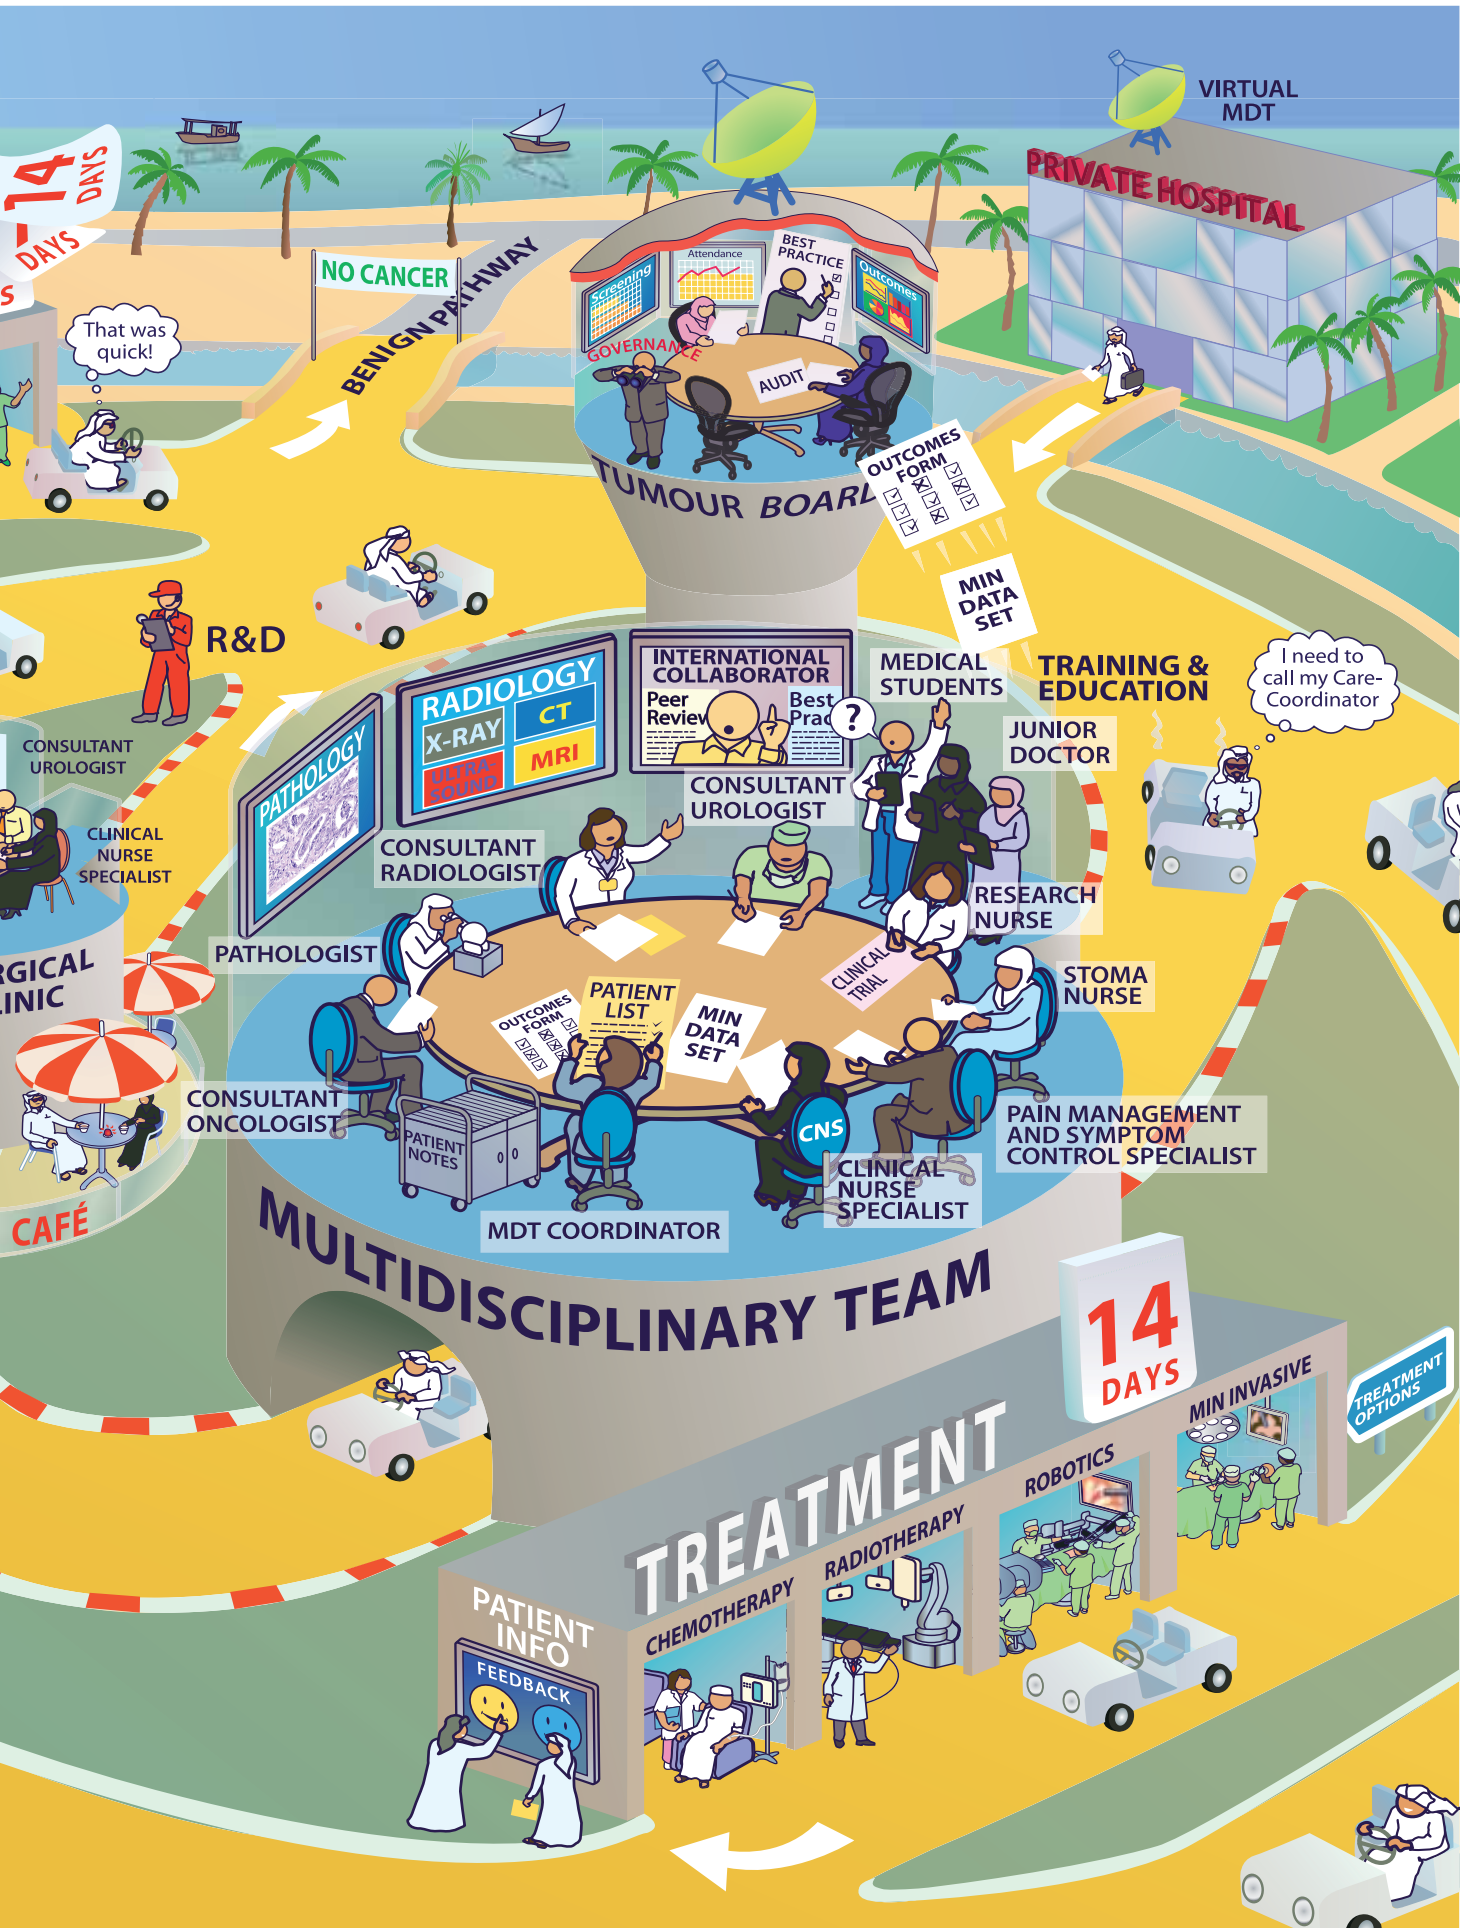 VIRTUAL
MDT
PRIVATE HOSPITAL
14
DAYS
DAYS
S
That was
quick!
NO CANCER
BENIGN PATHWAY
Screening
Attendance
BEST
PRACTICE
Outcomes
GOVERNANCE
AUDIT
TUMOUR BOARD
OUTCOMES
FORM
MIN
DATA
SET
R&D
TRAINING &
EDUCATION
I need to
call my Care-
Coordinator
PATHOLOGY
RADIOLOGY
X-RAY
CT
ULTRA-
SOUND
MRI
INTERNATIONAL
COLLABORATOR
Peer
Review
Best
Prac
?
MEDICAL
STUDENTS
JUNIOR
DOCTOR
CONSULTANT
UROLOGIST
CONSULTANT
UROLOGIST
CLINICAL
NURSE
SPECIALIST
CONSULTANT
RADIOLOGIST
RESEARCH
NURSE
PATHOLOGIST
STOMA
NURSE
RGICAL
LINIC
CLINICAL
TRIAL
OUTCOMES
FORM
PATIENT
LIST
MIN
DATA
SET
CONSULTANT
ONCOLOGIST
PATIENT
NOTES
CNS
PAIN MANAGEMENT
AND SYMPTOM
CONTROL SPECIALIST
CLINICAL
NURSE
SPECIALIST
MDT COORDINATOR
CAFÉ
MULTIDISCIPLINARY TEAM
14
DAYS
TREATMENT
OPTIONS
TREATMENT
MIN INVASIVE
ROBOTICS
RADIOTHERAPY
CHEMOTHERAPY
PATIENT
INFO
FEEDBACK